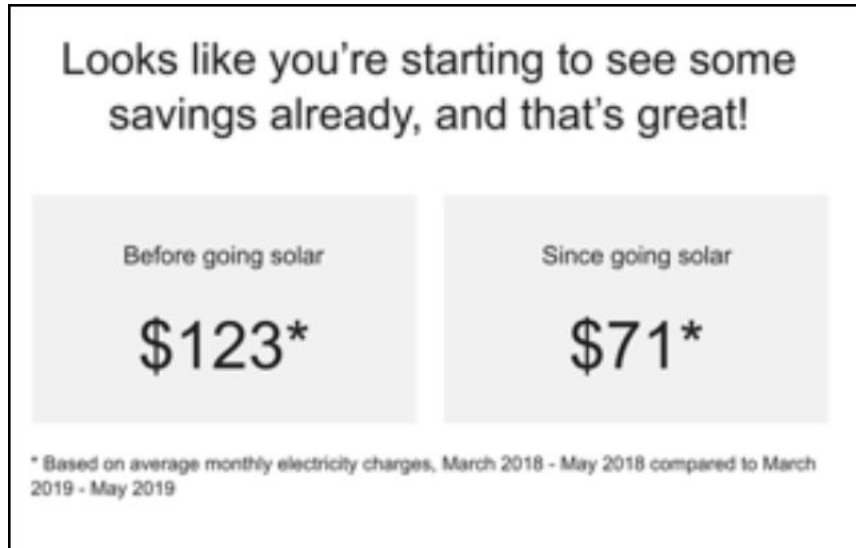 Looks like you're starting to see some
savings already, and that's great!
Before going solar
Since going solar
$123*
$71*
* Based on average monthly electricity charges, March 2018 - May 2018 compared to March
2019 - May 2019